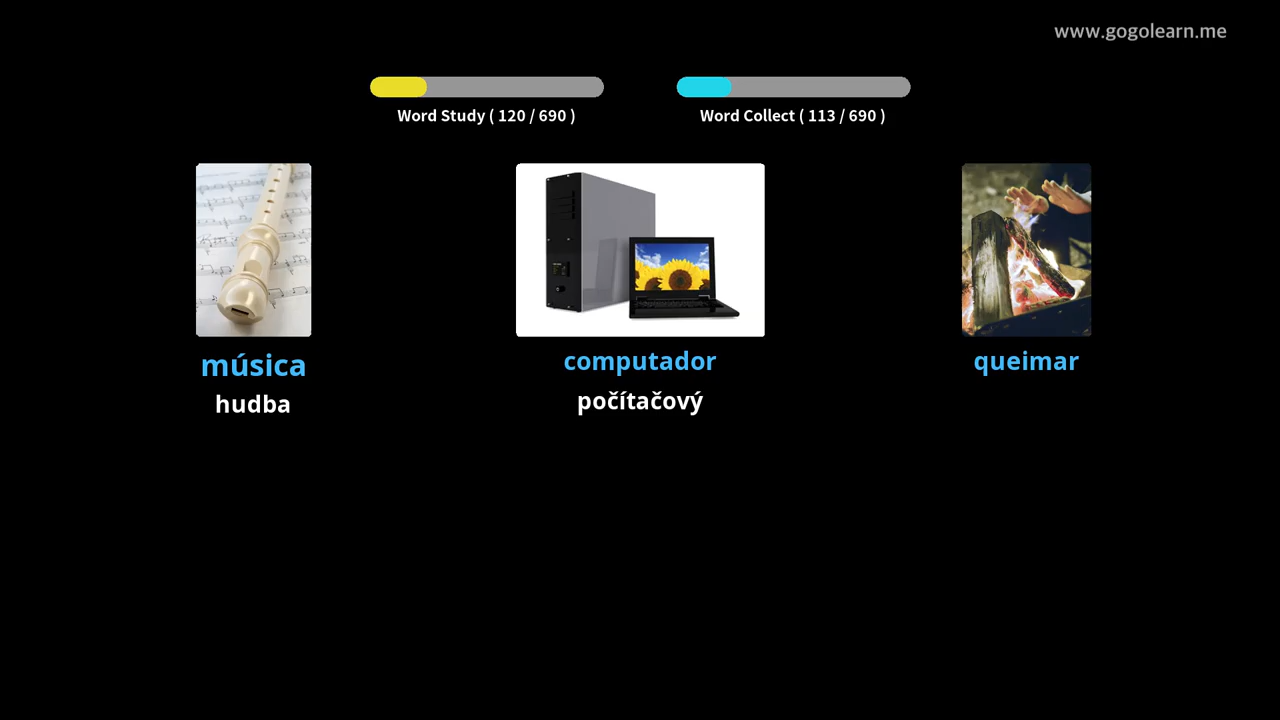 www.gogolearn.me
Word Study ( 120 / 690 )
Word Collect ( 113 / 690 )
música
computador
queimar
hudba
počítačový